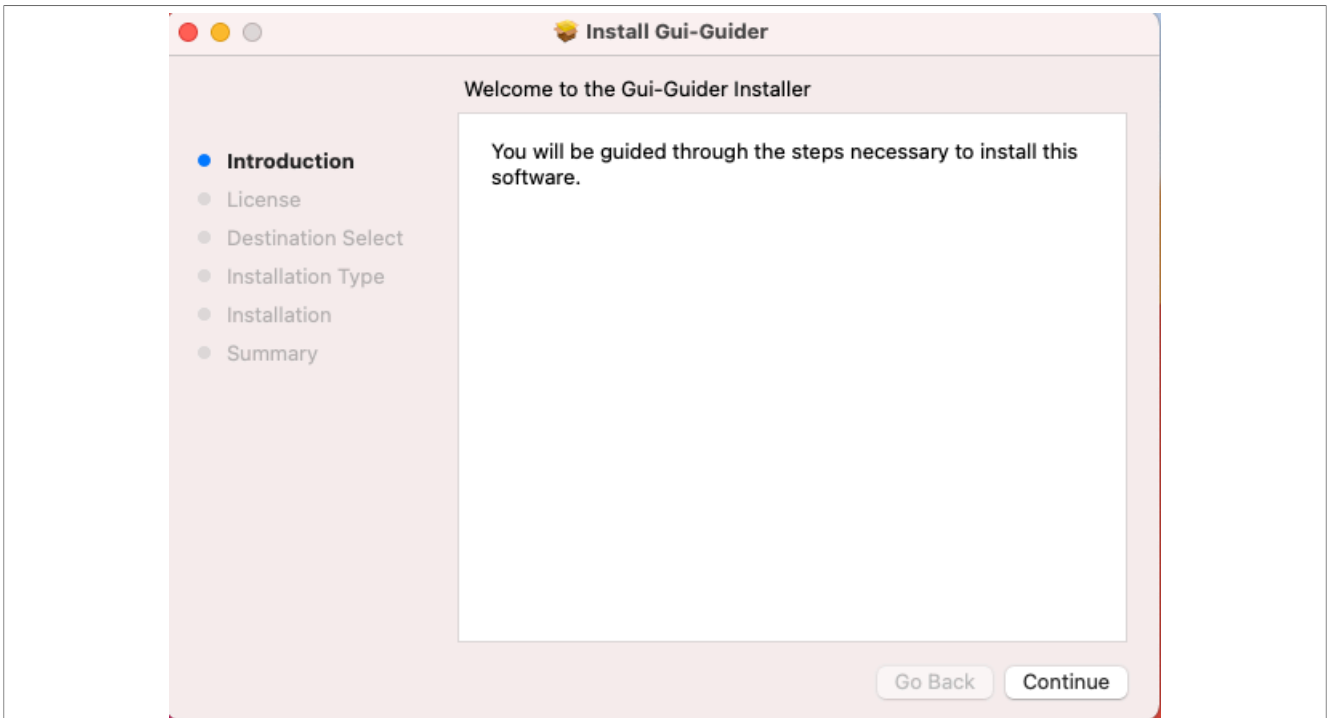 Install Gui-Guider
Welcome to the Gui-Guider Installer
Introduction
License
Destination Select
Installation Type
Installation
Summary
You will be guided through the steps necessary to install this
software.
Go Back
Continue